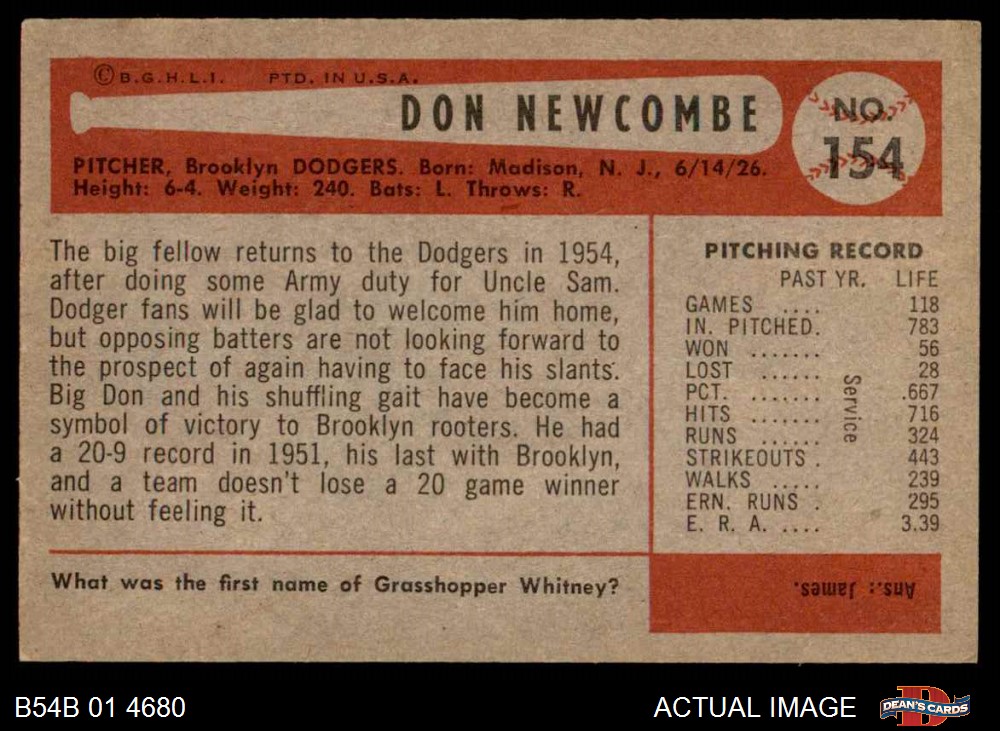 © B.G.H.L.I. PTD. IN U.S.A.
DON NEWCOMBE
NO.
154
PITCHER, Brooklyn DODGERS. Born: Madison, N. J., 6/14/26.
Height: 6-4. Weight: 240. Bats: L. Throws: R.
The big fellow returns to the Dodgers in 1954,
after doing some Army duty for Uncle Sam.
Dodger fans will be glad to welcome him home,
but opposing batters are not looking forward to
the prospect of again having to face his slants.
Big Don and his shuffling gait have become a
symbol of victory to Brooklyn rooters. He had
a 20-9 record in 1951, his last with Brooklyn,
and a team doesn't lose a 20 game winner
without feeling it.
PITCHING RECORD
PAST YR. LIFE
GAMES .... 118
IN. PITCHED. 783
WON ....... 56
LOST ...... 28
PCT. ....... .667
HITS ....... 716
RUNS ...... 324
STRIKEOUTS . 443
WALKS ..... 239
ERN. RUNS . 295
E. R. A. .... 3.39
Service
What was the first name of Grasshopper Whitney?
Ans.: James.
B54B 01 4680
ACTUAL IMAGE
DEAN'S CARDS